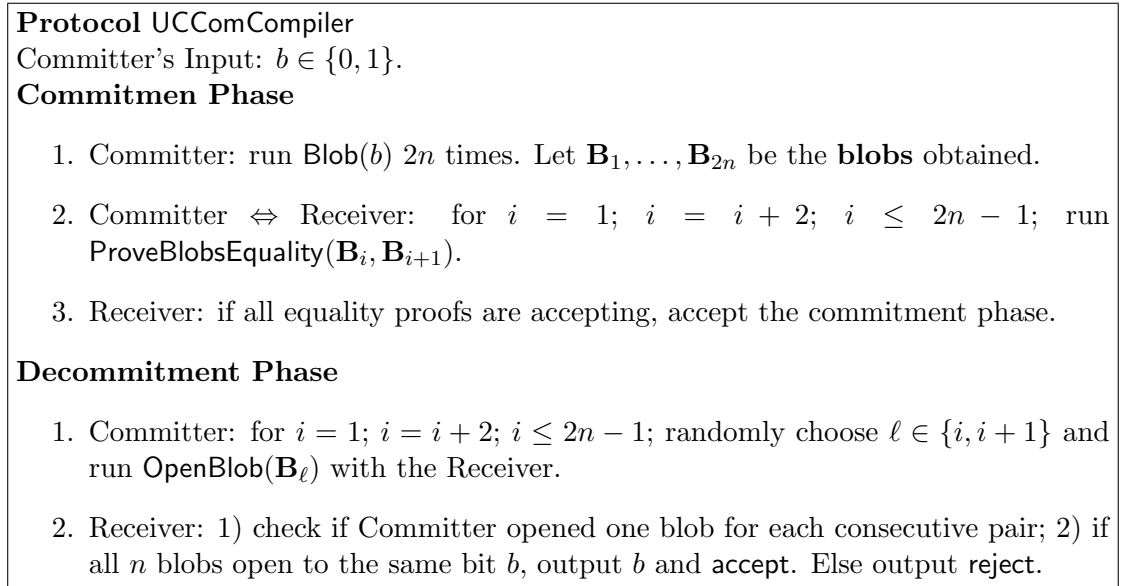 Protocol UCComCompiler
Committer's Input: b ∈ {0, 1}.
Commitmen Phase
1. Committer: run Blob(b) 2n times. Let B₁, . . . , B₂ₙ be the blobs obtained.
2. Committer ⇔ Receiver: for i = 1; i = i + 2; i ≤ 2n − 1; run
ProveBlobsEquality(Bᵢ, Bᵢ₊₁).
3. Receiver: if all equality proofs are accepting, accept the commitment phase.
Decommitment Phase
1. Committer: for i = 1; i = i + 2; i ≤ 2n − 1; randomly choose ℓ ∈ {i, i + 1} and
run OpenBlob(B_ℓ) with the Receiver.
2. Receiver: 1) check if Committer opened one blob for each consecutive pair; 2) if
all n blobs open to the same bit b, output b and accept. Else output reject.